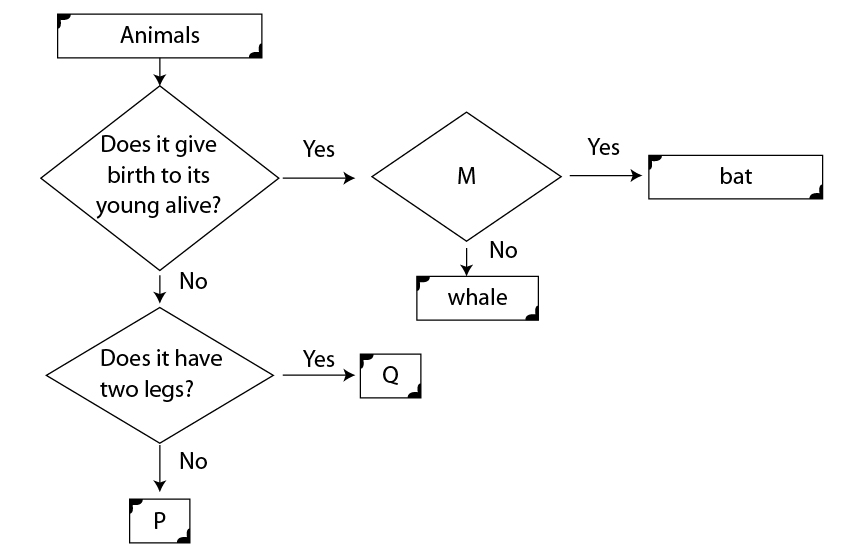 Animals
Does it give
birth to its
young alive?
Yes
M
Yes
bat
No
whale
No
Does it have
two legs?
Yes
Q
No
P